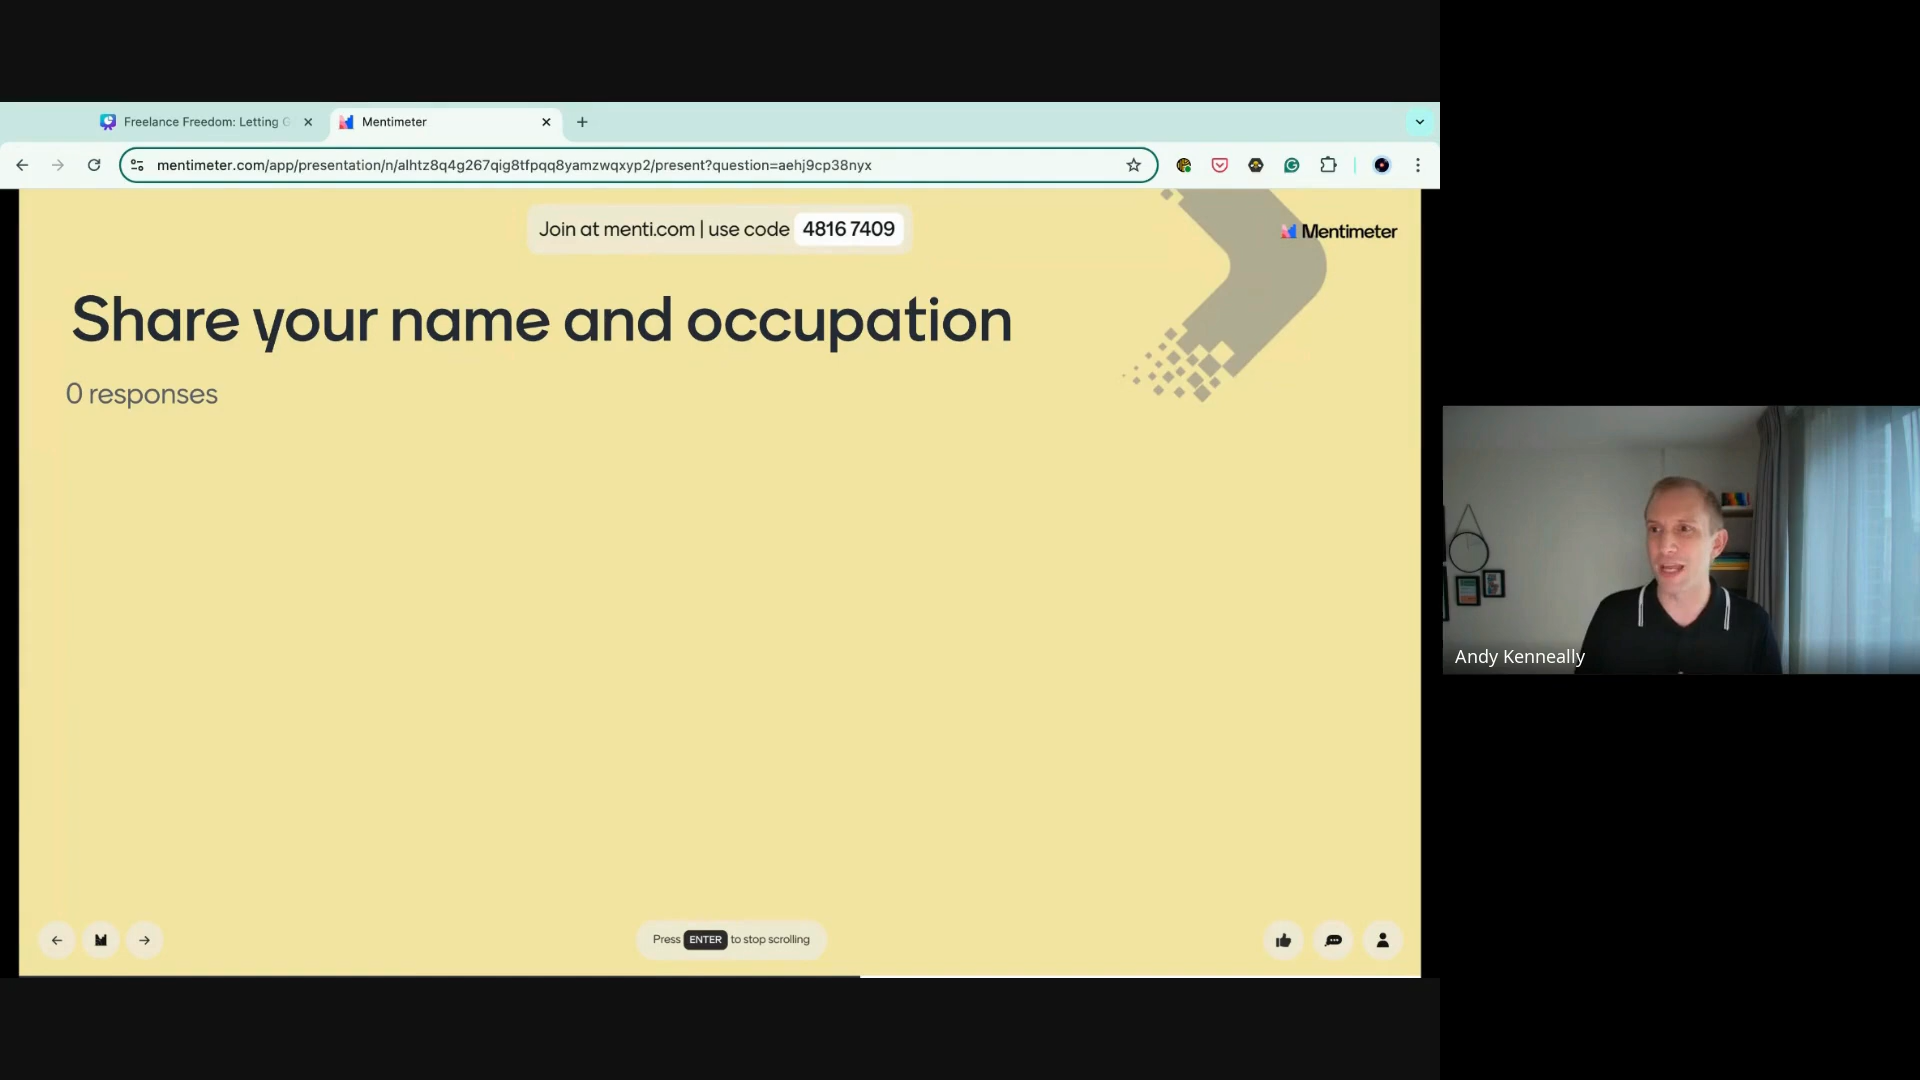 Freelance Freedom: Letting G
Mentimeter
mentimeter.com/app/presentation/n/alhtz8q4g267qig8tfpqq8yamzwqxyp2/present?question=aehj9cp38nyx
Join at menti.com | use code 4816 7409
Mentimeter
Share your name and occupation
0 responses
Andy Kenneally
Press ENTER to stop scrolling